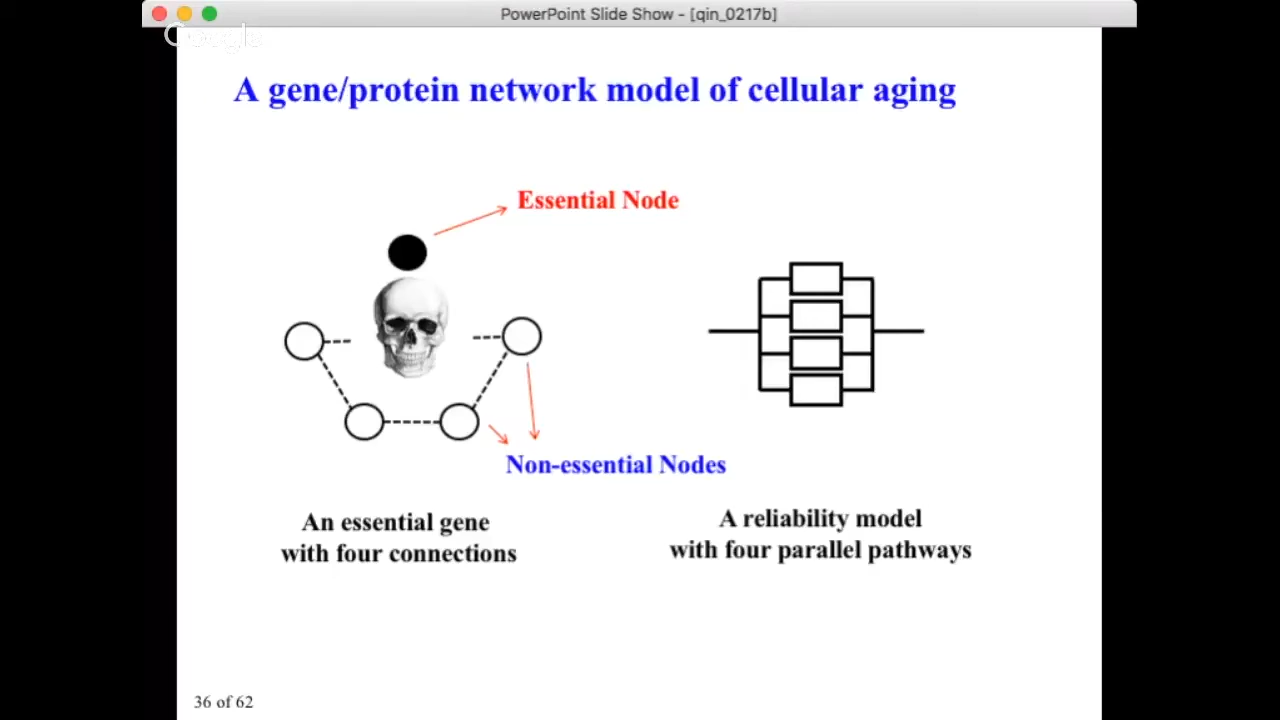 PowerPoint Slide Show - [qin_0217b]
Google
A gene/protein network model of cellular aging
Essential Node
Non-essential Nodes
An essential gene
with four connections
A reliability model
with four parallel pathways
36 of 62